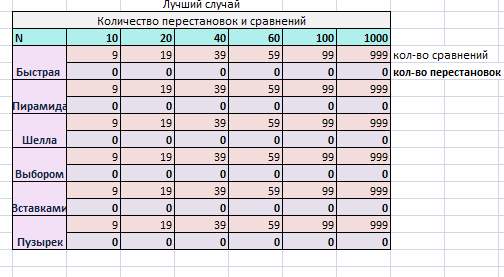 Лучший случай
Количество перестановок и сравнений
N 10 20 40 60 100 1000
9 19 39 59 99 999 кол-во сравнений
Быстрая 0 0 0 0 0 0 кол-во перестановок
9 19 39 59 99 999
Пирамида 0 0 0 0 0 0
9 19 39 59 99 999
Шелла 0 0 0 0 0 0
9 19 39 59 99 999
Выбором 0 0 0 0 0 0
9 19 39 59 99 999
Вставками 0 0 0 0 0 0
9 19 39 59 99 999
Пузырек 0 0 0 0 0 0